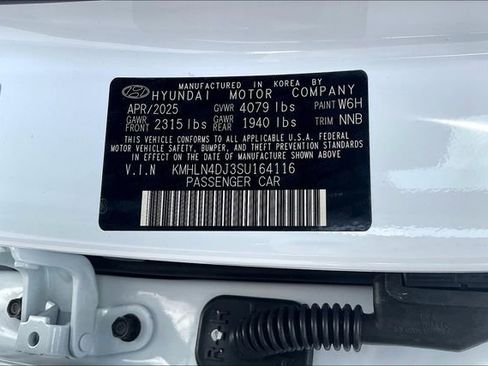 MANUFACTURED IN KOREA BY
HYUNDAI MOTOR COMPANY
APR/2025 GVWR 4079 lbs PAINT W6H
GAWR FRONT 2315 lbs GAWR REAR 1940 lbs TRIM NNB
THIS VEHICLE CONFORMS TO ALL APPLICABLE U.S.A. FEDERAL
MOTOR VEHICLE SAFETY, BUMPER, AND THEFT PREVENTION STANDARDS
IN EFFECT ON THE DATE OF MANUFACTURE SHOWN ABOVE.
V.I.N KMHLN4DJ3SU164116
PASSENGER CAR
RH